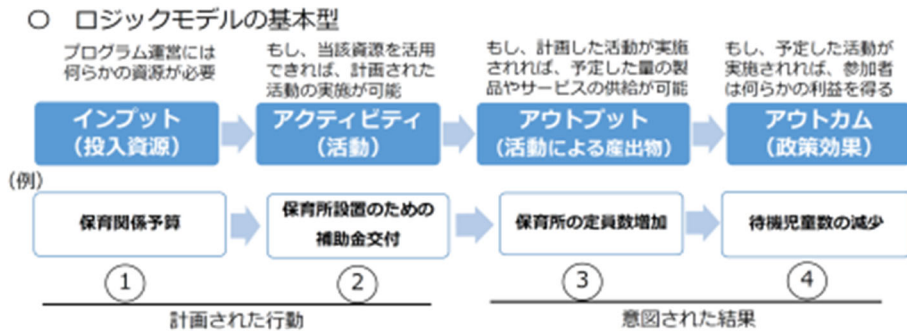 ○ ロジックモデルの基本型
プログラム運営には
何らかの資源が必要
もし、当該資源を活用
できれば、計画された
活動の実施が可能
もし、計画した活動が実施
されれば、予定した量の製
品やサービスの供給が可能
もし、予定した活動が
実施されれば、参加者
は何らかの利益を得る
インプット
（投入資源）
アクティビティ
（活動）
アウトプット
（活動による産出物）
アウトカム
（政策効果）
（例）
保育関係予算
保育所設置のための
補助金交付
保育所の定員数増加
待機児童数の減少
1
2
3
4
計画された行動
意図された結果